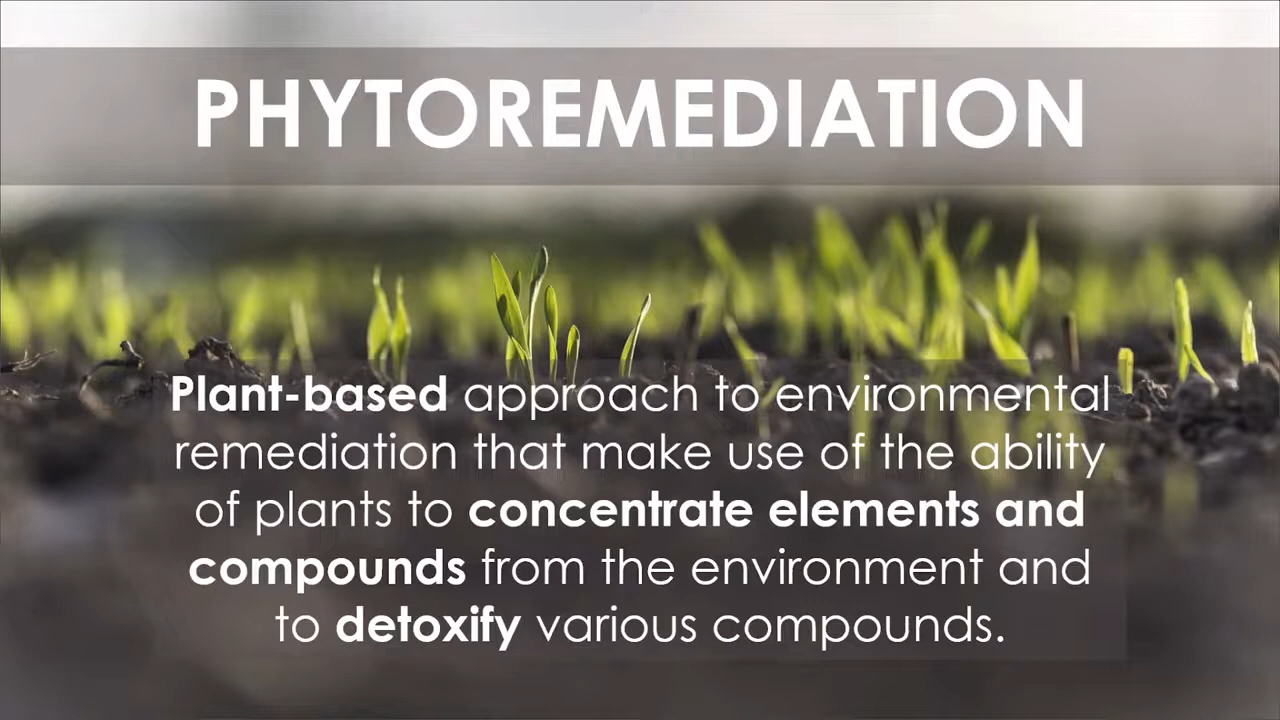 PHYTOREMEDIATION
Plant-based approach to environmental
remediation that make use of the ability
of plants to concentrate elements and
compounds from the environment and
to detoxify various compounds.